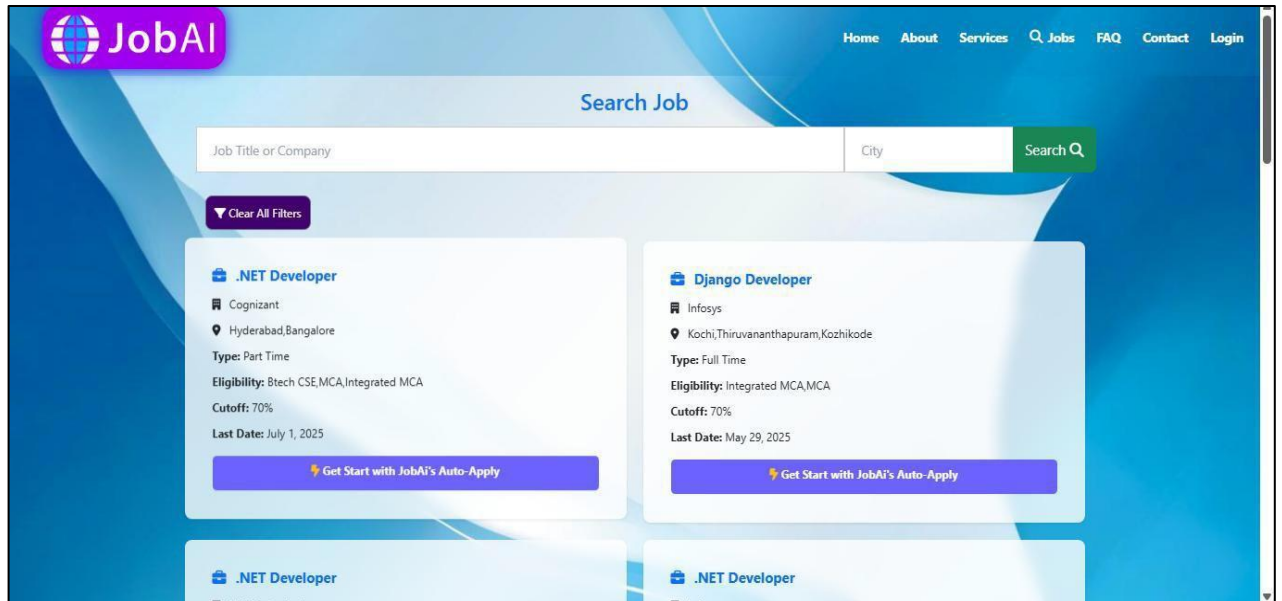 JobAI
Home About Services Jobs FAQ Contact Login
Search Job
Job Title or Company City Search
Clear All Filters
.NET Developer
Cognizant
Hyderabad,Bangalore
Type: Part Time
Eligibility: Btech CSE,MCA,Integrated MCA
Cutoff: 70%
Last Date: July 1, 2025
Get Start with JobAi's Auto-Apply
Django Developer
Infosys
Kochi,Thiruvananthapuram,Kozhikode
Type: Full Time
Eligibility: Integrated MCA,MCA
Cutoff: 70%
Last Date: May 29, 2025
Get Start with JobAi's Auto-Apply
.NET Developer
.NET Developer